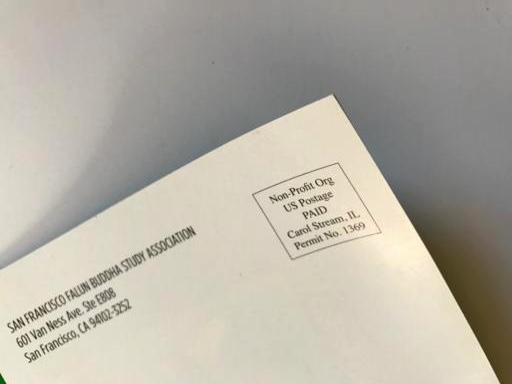 SAN FRANCISCO FALUN BUDDHA STUDY ASSOCIATION
601 Van Ness Ave. Ste E808
San Francisco, CA 94102-3252
Non-Profit Org
US Postage
PAID
Carol Stream, IL
Permit No. 1369